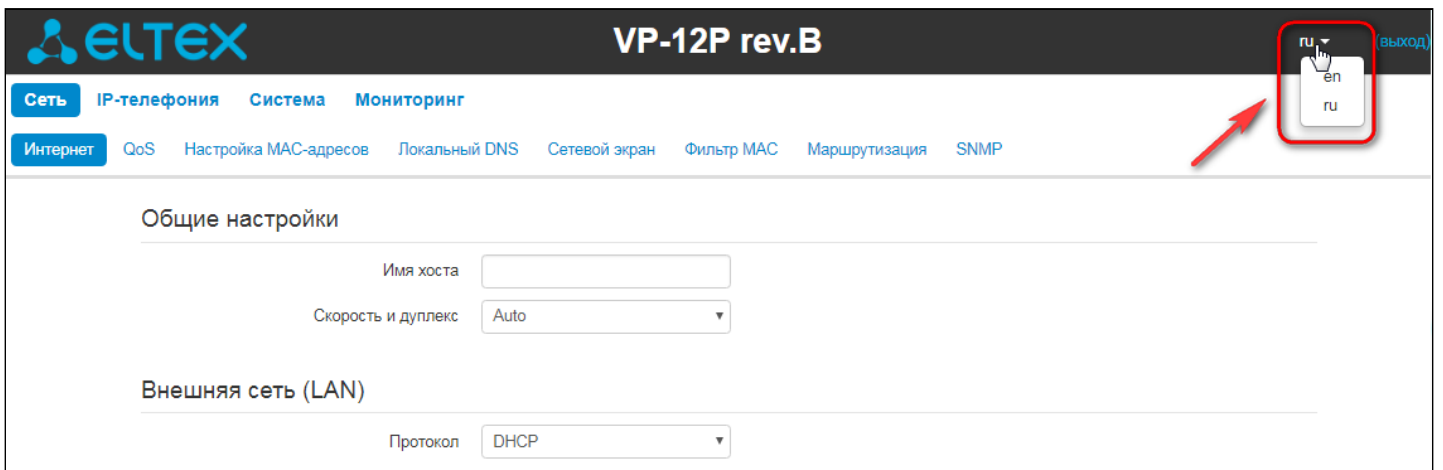 ELTEX VP-12P rev.B ru (выход)
en
ru
Сеть IP-телефония Система Мониторинг
Интернет QoS Настройка MAC-адресов Локальный DNS Сетевой экран Фильтр MAC Маршрутизация SNMP
Общие настройки
Имя хоста
Скорость и дуплекс Auto
Внешняя сеть (LAN)
Протокол DHCP